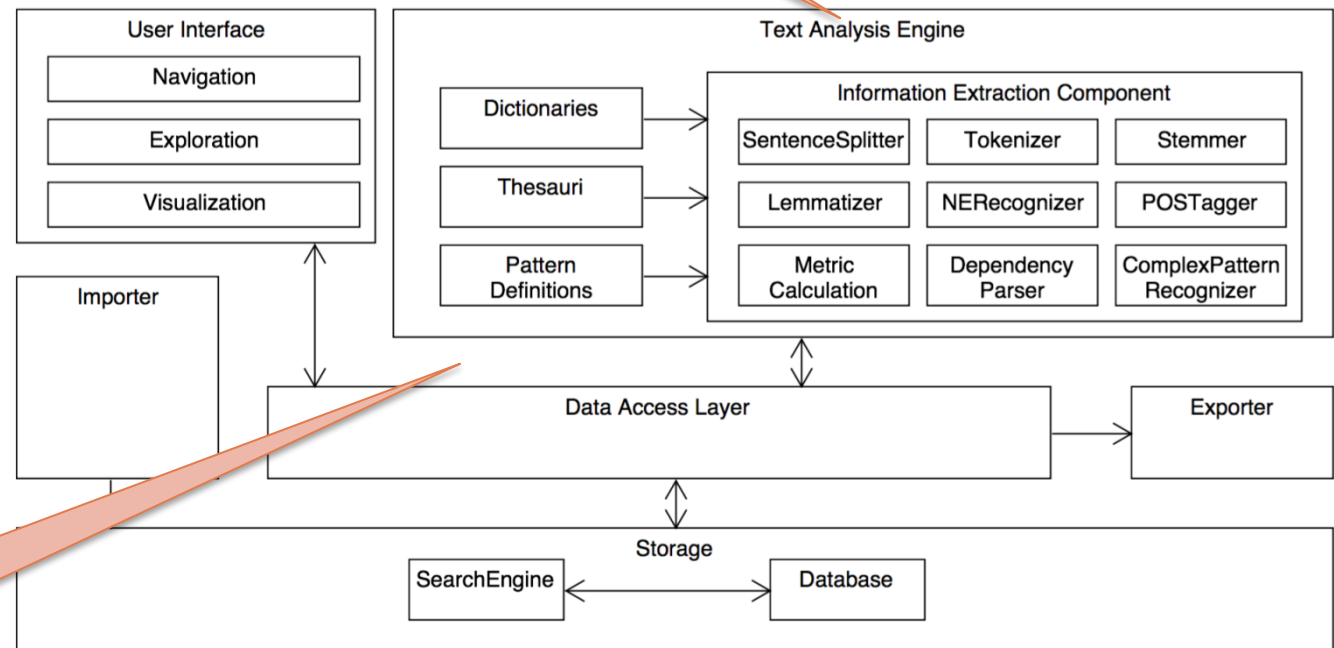 User Interface
Navigation
Exploration
Visualization
Text Analysis Engine
Dictionaries
Thesauri
Pattern
Definitions
Information Extraction Component
SentenceSplitter
Tokenizer
Stemmer
Lemmatizer
NERecognizer
POSTagger
Metric
Calculation
Dependency
Parser
ComplexPattern
Recognizer
Importer
Data Access Layer
Exporter
Storage
SearchEngine
Database